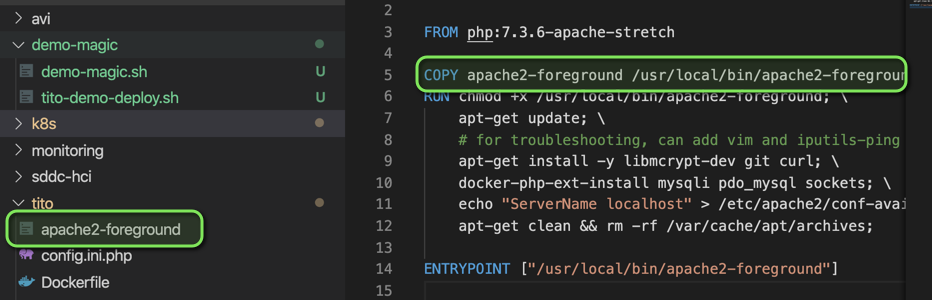 avi
demo-magic
demo-magic.sh U
tito-demo-deploy.sh U
k8s
monitoring
sddc-hci
tito
apache2-foreground
config.ini.php
Dockerfile
2
3 FROM php:7.3.6-apache-stretch
4
5 COPY apache2-foreground /usr/local/bin/apache2-foregroun
6 RUN chmod +x /usr/local/bin/apache2-foreground; \
7 apt-get update; \
8 # for troubleshooting, can add vim and iputils-ping
9 apt-get install -y libmcrypt-dev git curl; \
10 docker-php-ext-install mysqli pdo_mysql sockets; \
11 echo "ServerName localhost" > /etc/apache2/conf-avai
12 apt-get clean && rm -rf /var/cache/apt/archives;
13
14 ENTRYPOINT ["/usr/local/bin/apache2-foreground"]
15